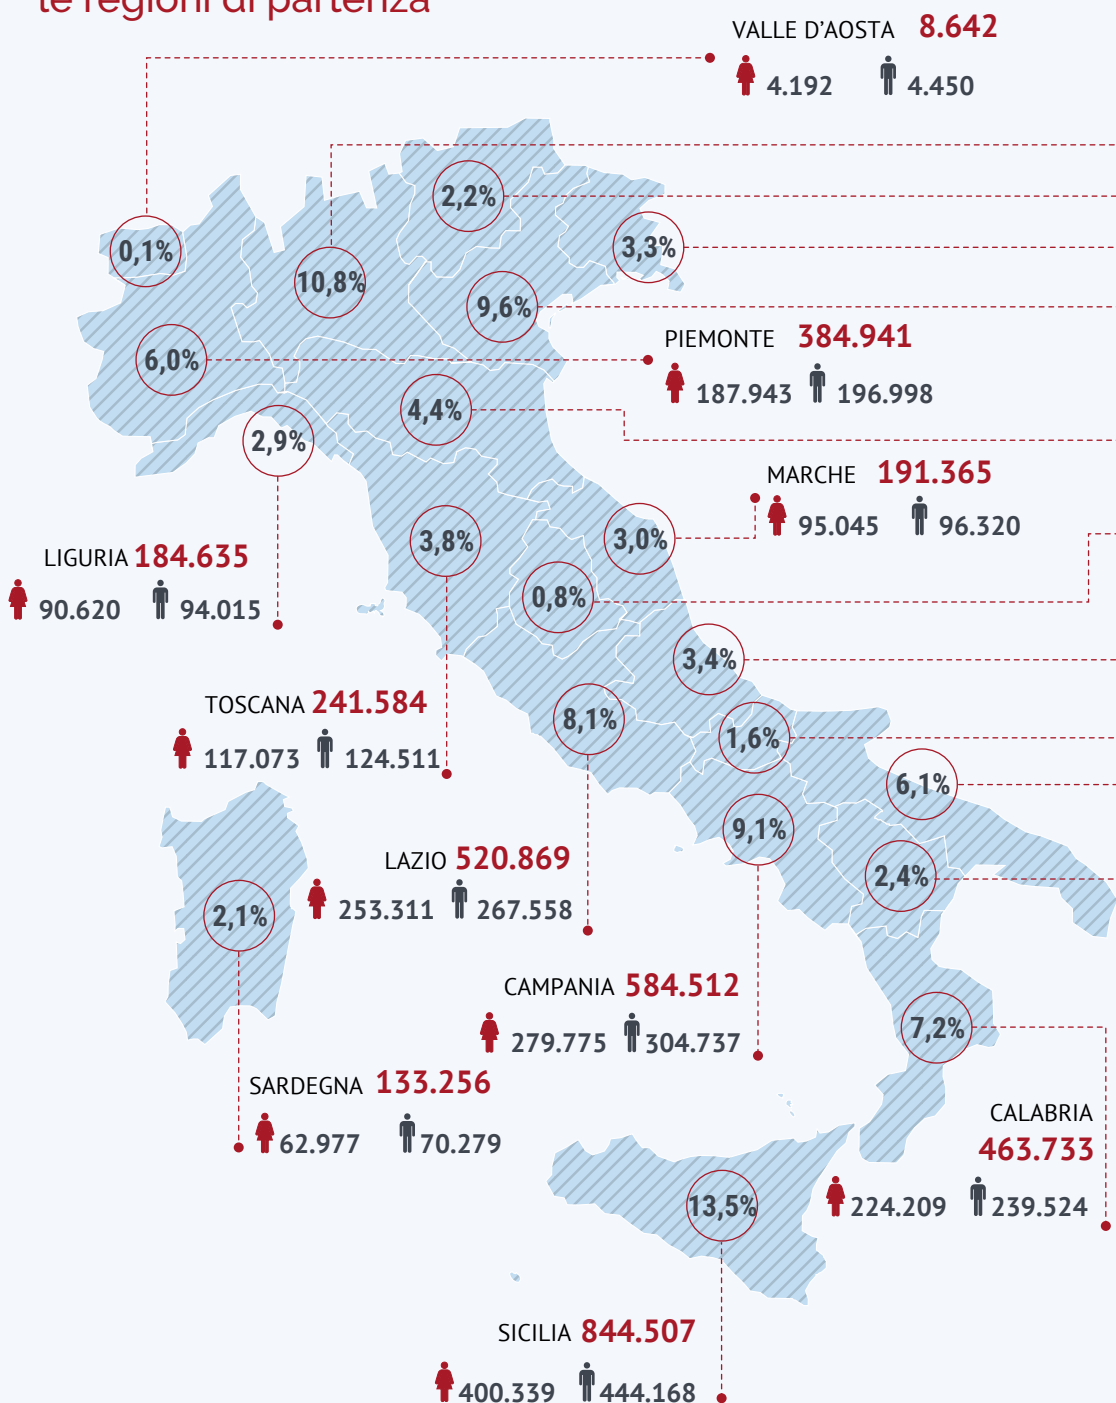 le regioni di partenza
VALLE D'AOSTA 8.642
4.192 4.450
2,2%
0,1%
3,3%
10,8%
9,6%
PIEMONTE 384.941
6,0%
187.943 196.998
4,4%
2,9%
MARCHE 191.365
95.045 96.320
3,8%
3,0%
LIGURIA 184.635
90.620 94.015
0,8%
3,4%
TOSCANA 241.584
117.073 124.511
8,1%
1,6%
6,1%
9,1%
LAZIO 520.869
253.311 267.558
2,4%
2,1%
CAMPANIA 584.512
279.775 304.737
7,2%
SARDEGNA 133.256
62.977 70.279
CALABRIA
463.733
224.209 239.524
13,5%
SICILIA 844.507
400.339 444.168